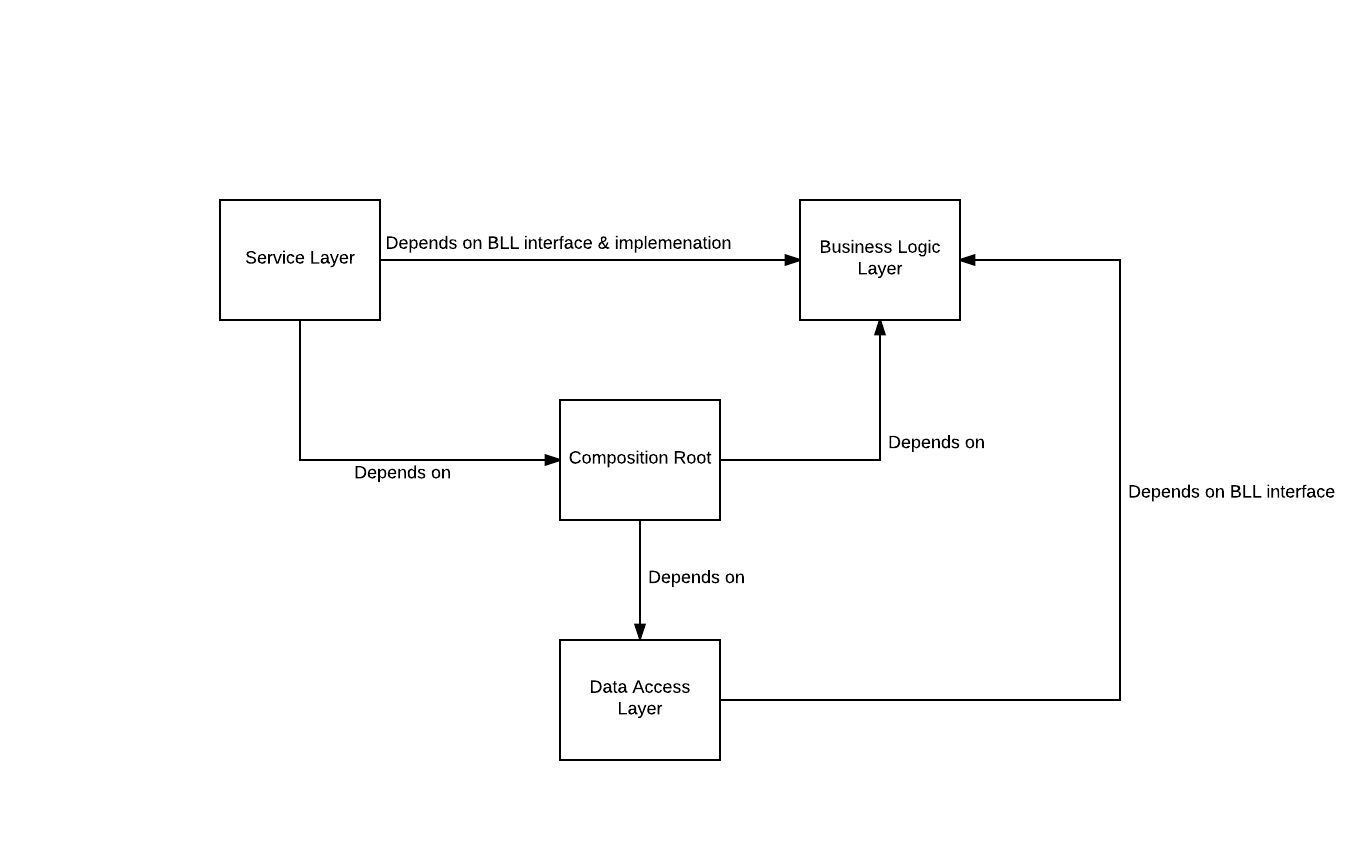 Depends on BLL interface & implemenation
Service Layer
Business Logic
Layer
Depends on
Composition Root
Depends on
Depends on BLL interface
Depends on
Data Access
Layer